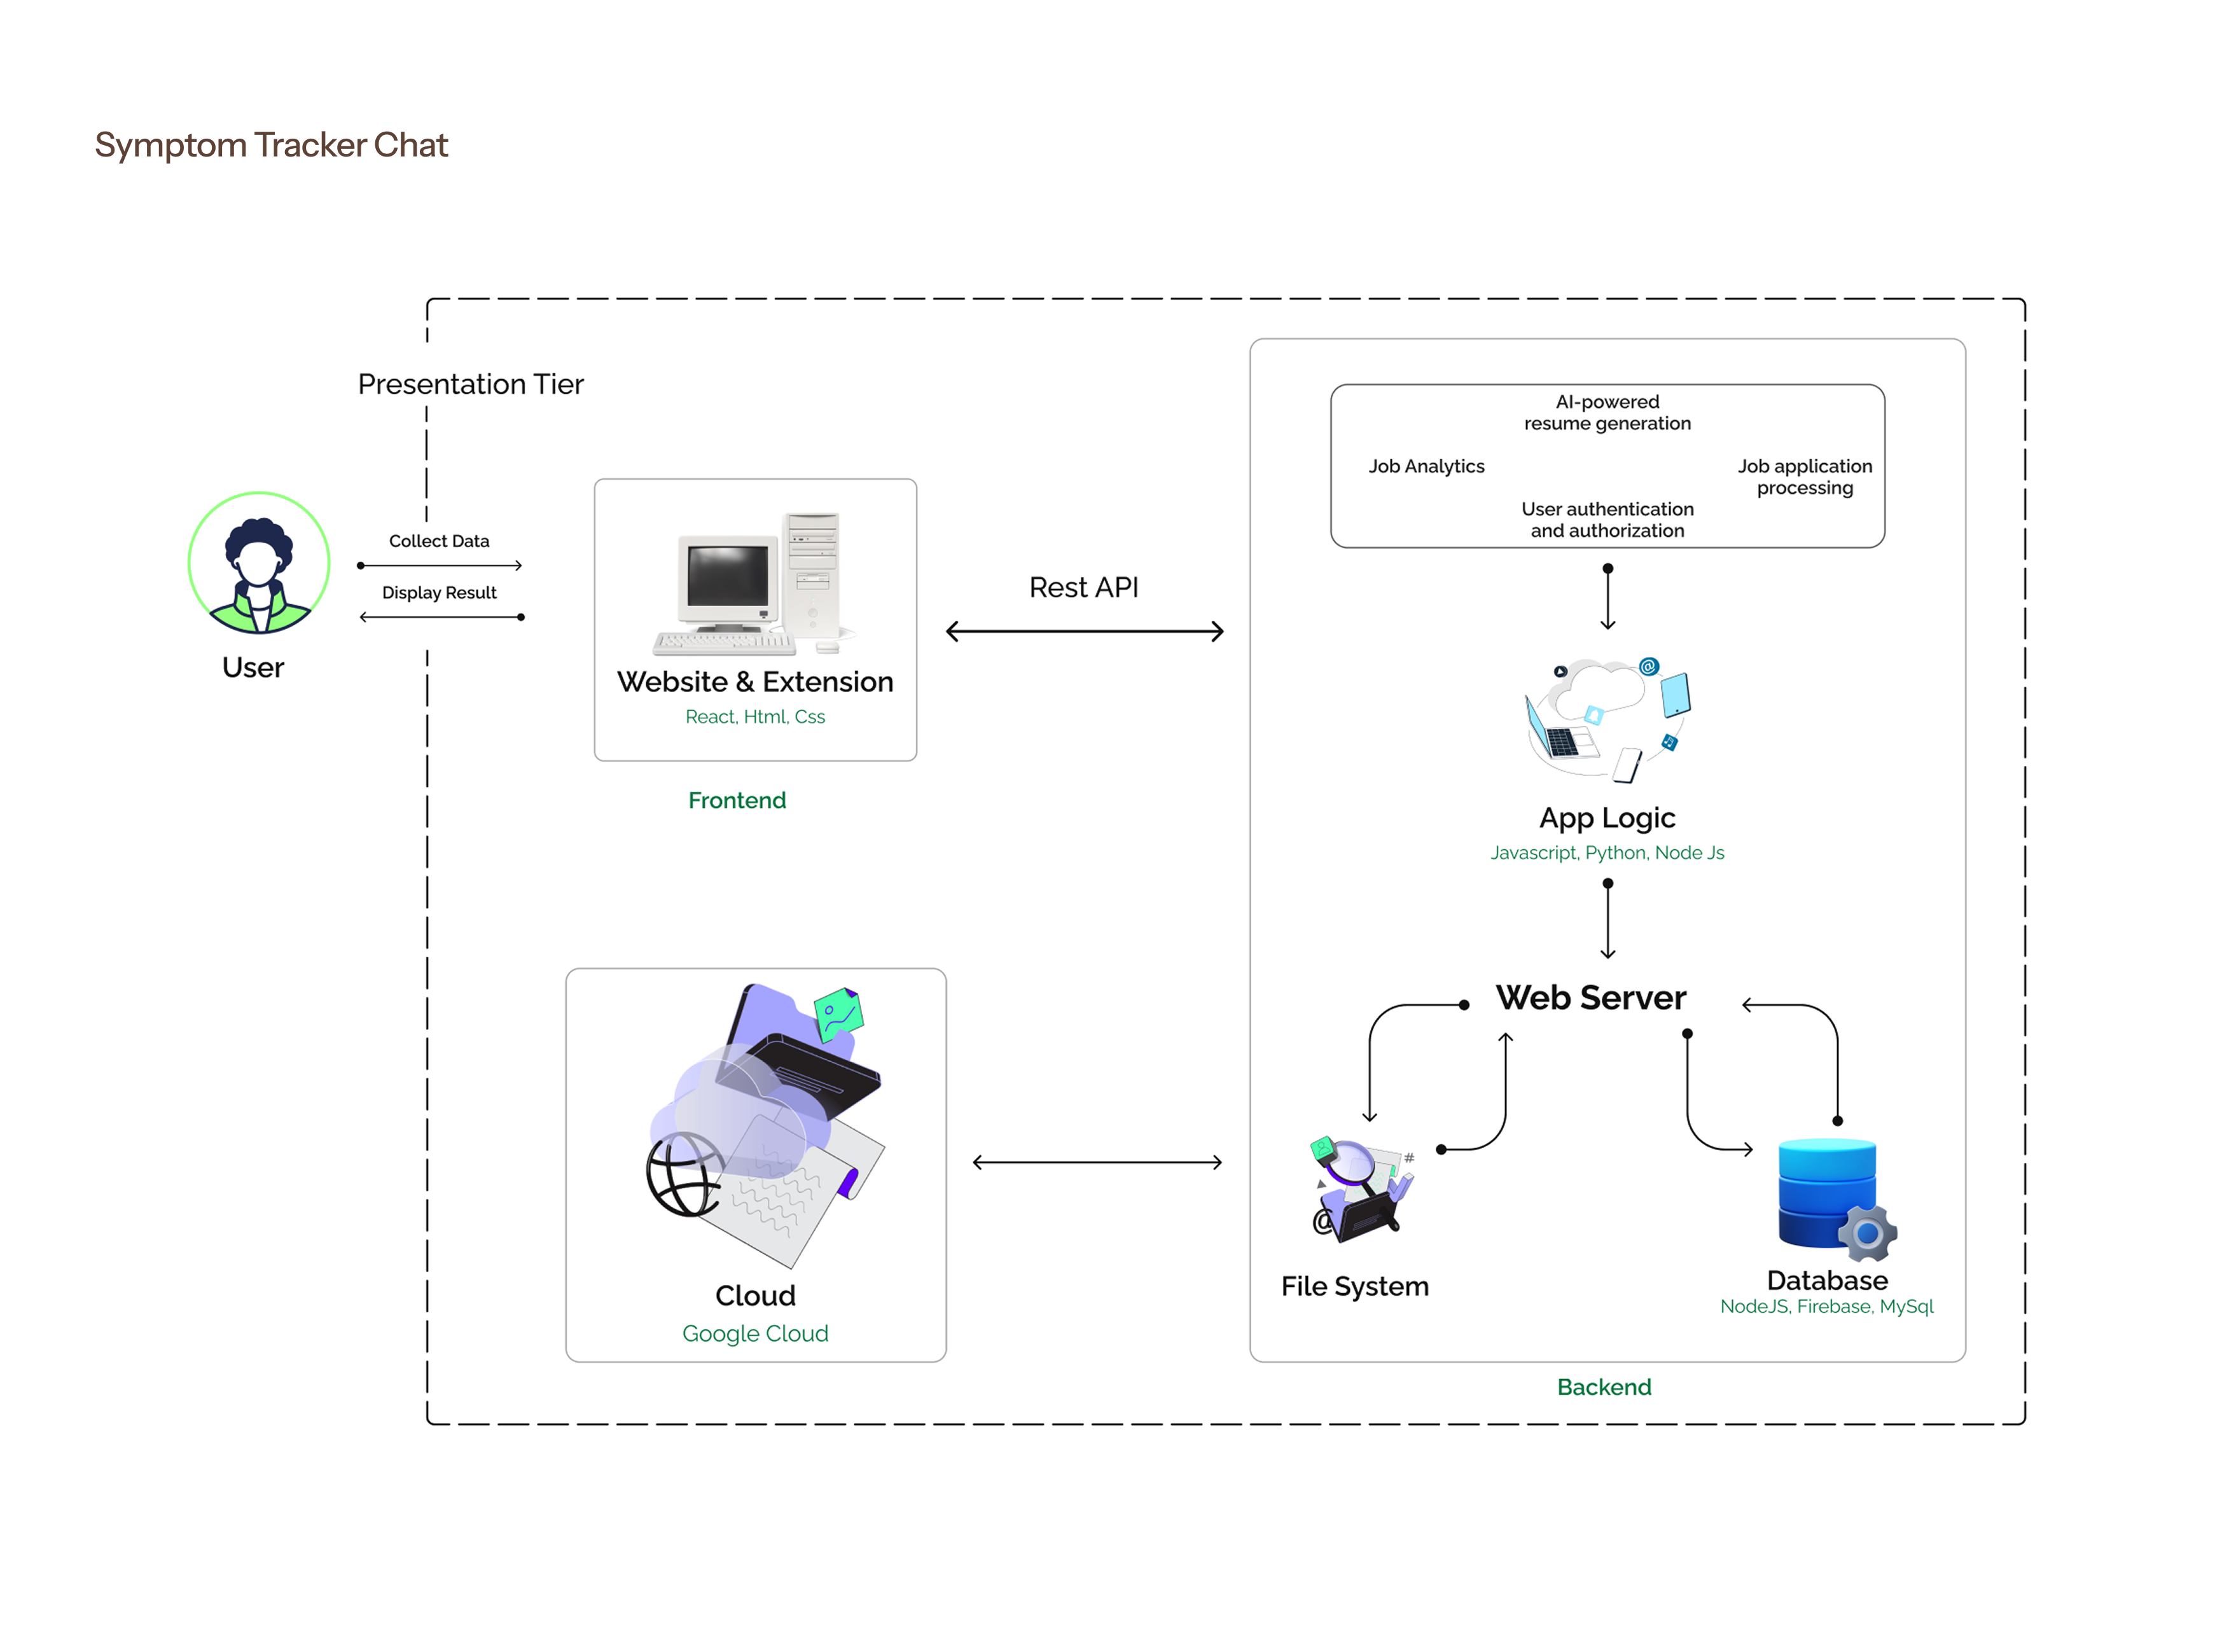 Symptom Tracker Chat
Presentation Tier
Collect Data
Display Result
User
Website & Extension
React, Html, Css
Frontend
Rest API
AI-powered
resume generation
Job Analytics
Job application
processing
User authentication
and authorization
App Logic
Javascript, Python, Node Js
Web Server
#
@
File System
Database
NodeJS, Firebase, MySql
Cloud
Google Cloud
Backend